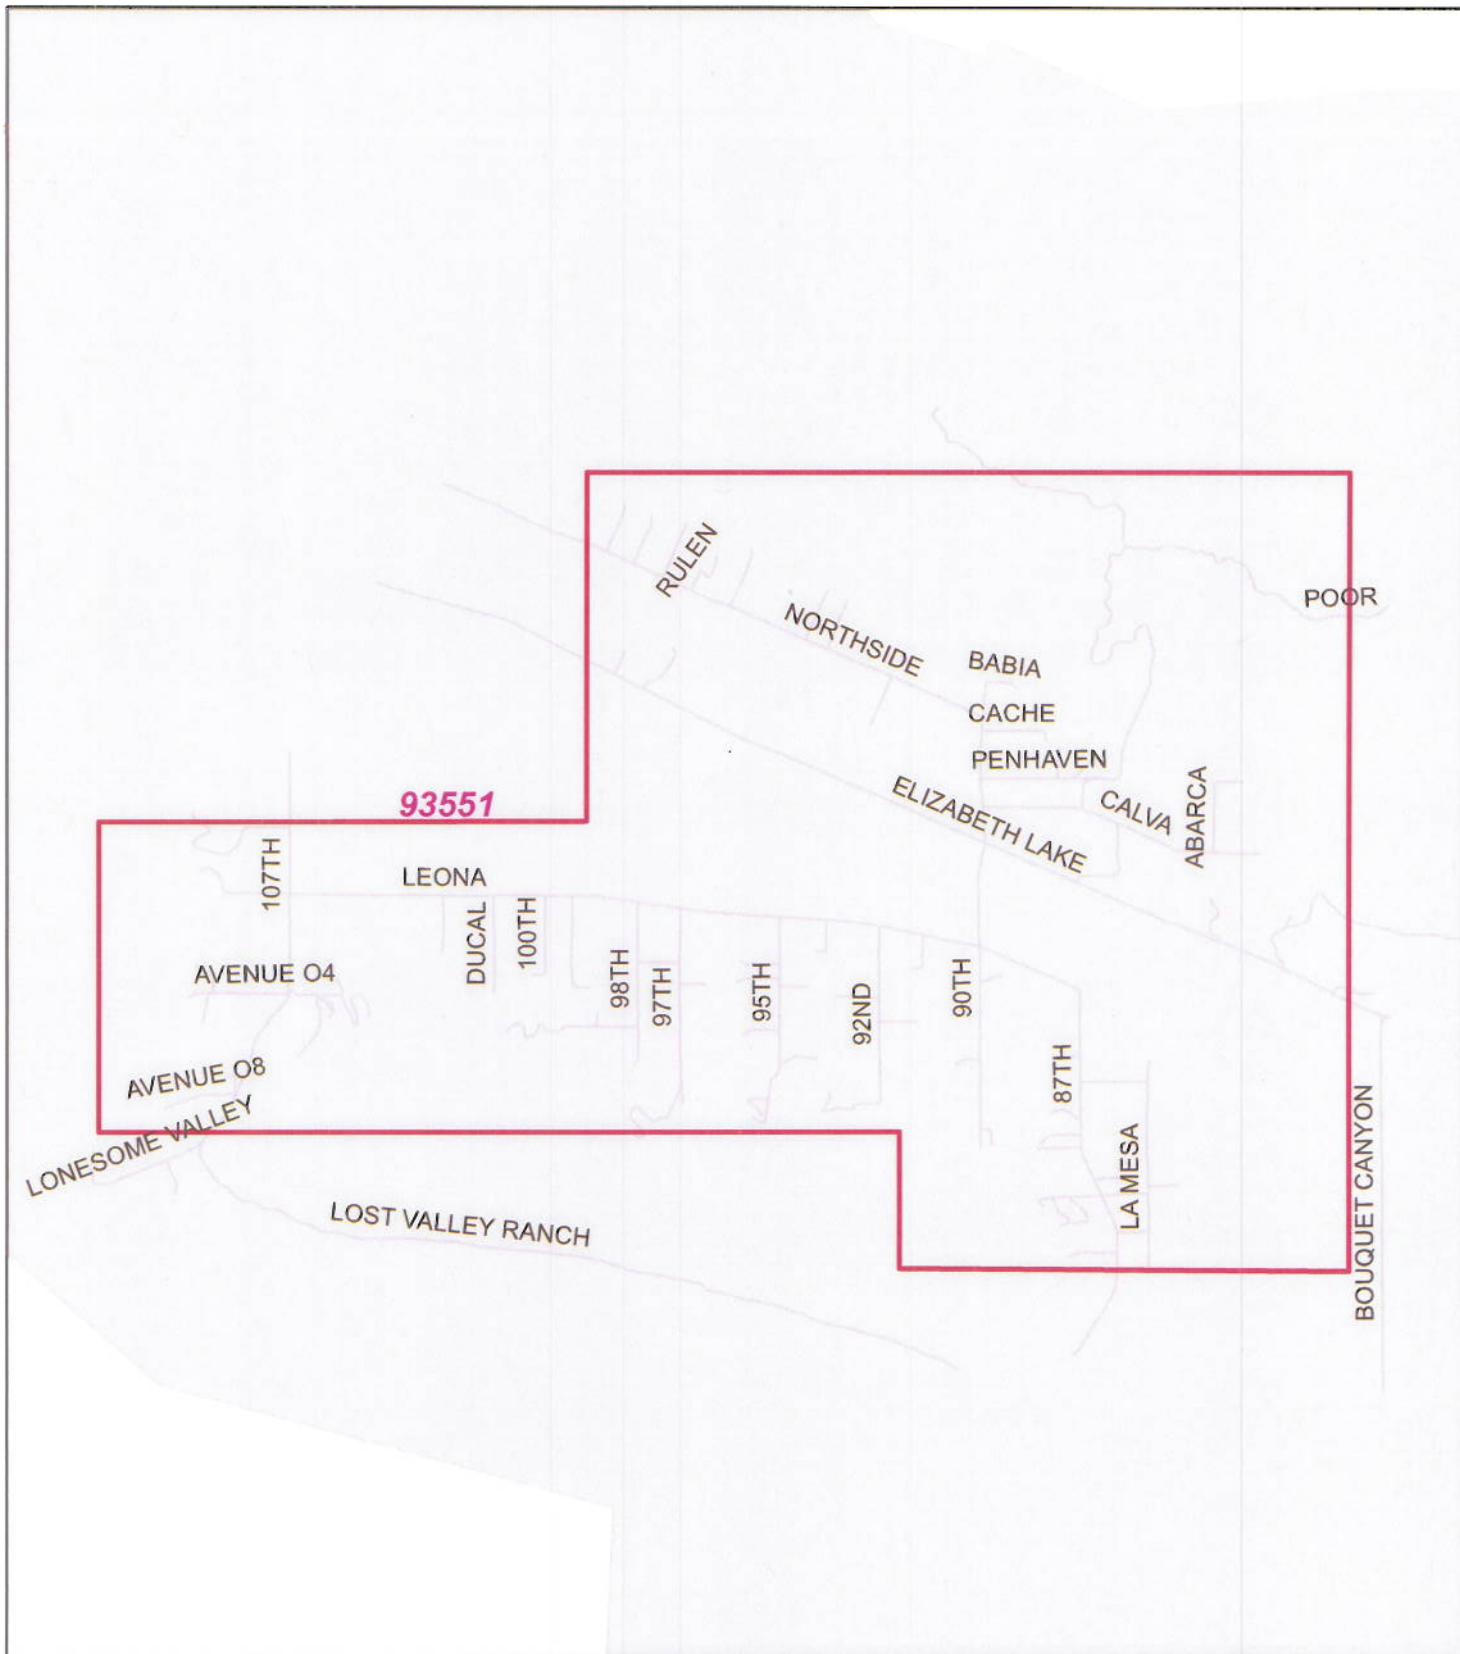 RULEN
POOR
NORTHSIDE
BABIA
CACHE
PENHAVEN
ELIZABETH LAKE
CALVA
ABARCA
93551
107TH
LEONA
DUCAL
100TH
AVENUE O4
98TH
97TH
95TH
92ND
90TH
87TH
AVENUE O8
LONESOME VALLEY
LA MESA
BOUQUET CANYON
LOST VALLEY RANCH